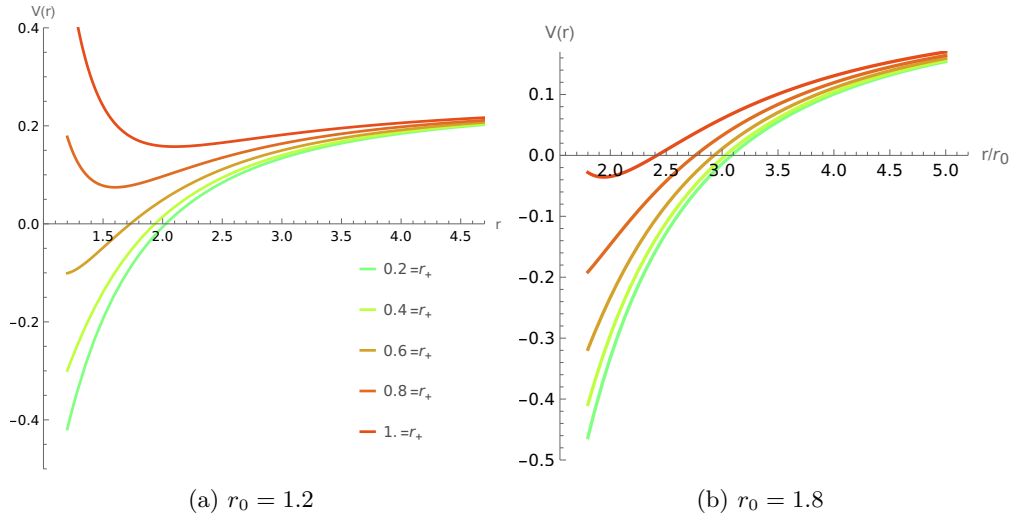 V(r)
0.4
0.2
0.0
−0.2
−0.4
1.5 2.0 2.5 3.0 3.5 4.0 4.5 r
0.2 = r₊
0.4 = r₊
0.6 = r₊
0.8 = r₊
1. = r₊
(a) r₀ = 1.2
V(r)
0.1
0.0
−0.1
−0.2
−0.3
−0.4
−0.5
2.0 2.5 3.0 3.5 4.0 4.5 5.0 r/r₀
(b) r₀ = 1.8